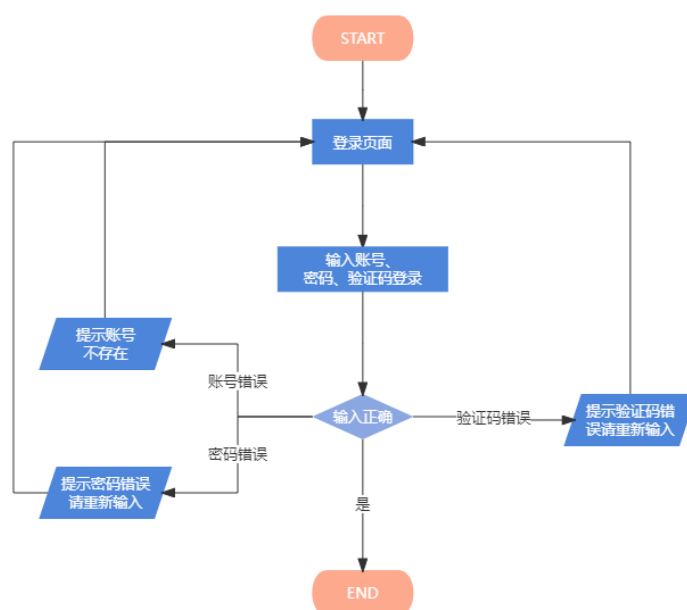 START
登录页面
输入账号、
密码、验证码登录
提示账号
不存在
账号错误
输入正确
验证码错误
提示验证码错
误请重新输入
密码错误
提示密码错误
请重新输入
是
END